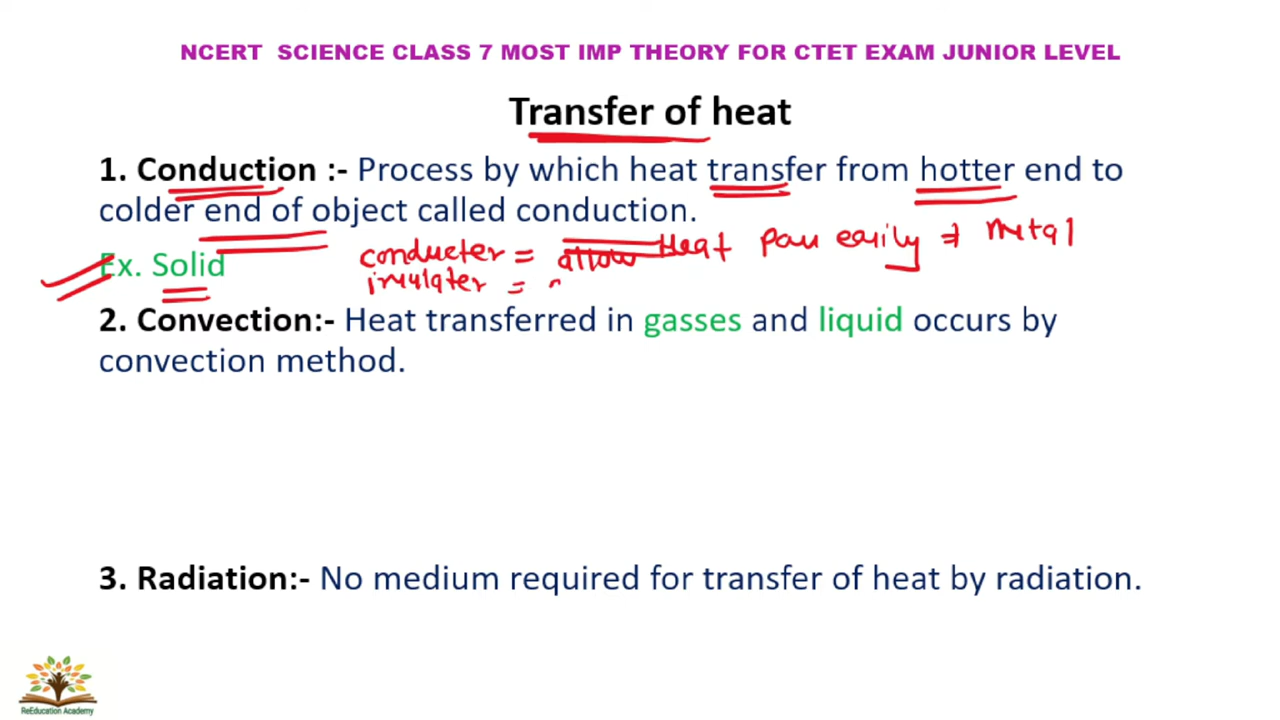 NCERT SCIENCE CLASS 7 MOST IMP THEORY FOR CTET EXAM JUNIOR LEVEL
Transfer of heat
1. Conduction :- Process by which heat transfer from hotter end to
colder end of object called conduction.
Ex. Solid
conducter = allow Heat pass easily → metal
insulater =
2. Convection:- Heat transferred in gasses and liquid occurs by
convection method.
3. Radiation:- No medium required for transfer of heat by radiation.
ReEducation Academy